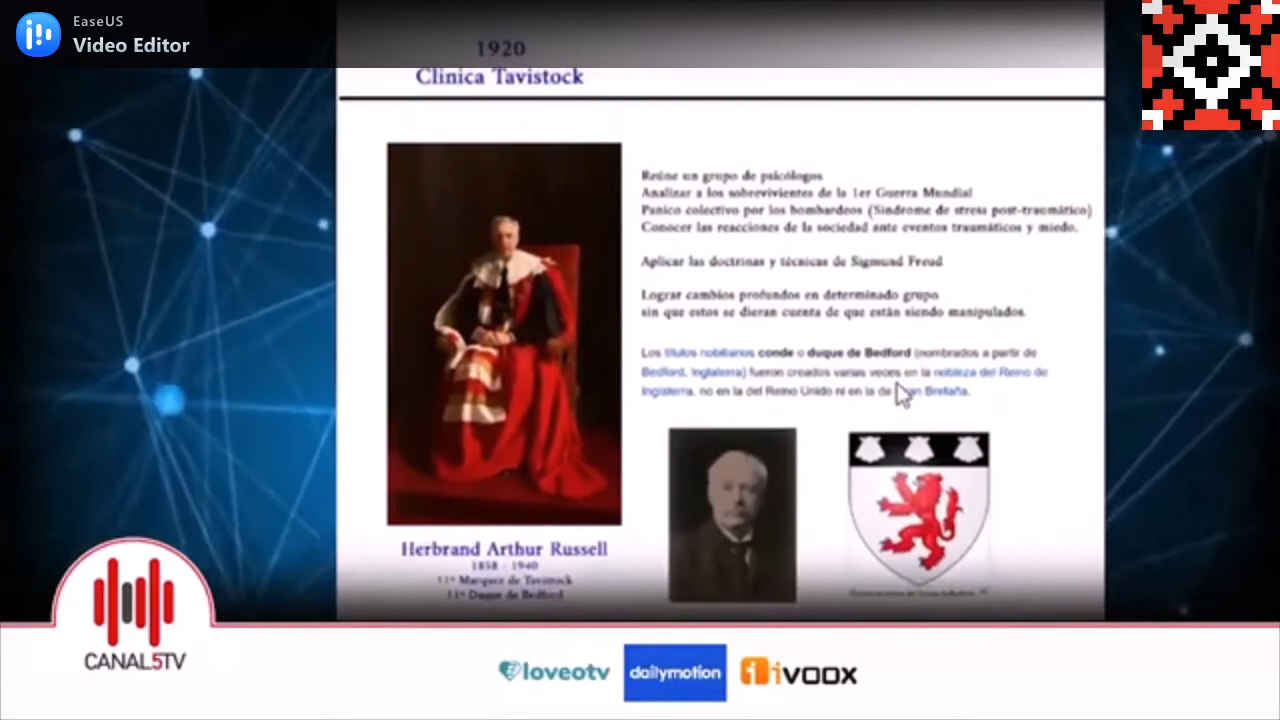 EaseUS
Video Editor
1920
Clinica Tavistock
Reúne un grupo de psicólogos
Analizar a los sobrevivientes de la 1er Guerra Mundial
Panico colectivo por los bombardeos (Sindrome de stress post-traumático)
Conocer las reacciones de la sociedad ante eventos traumáticos y miedo.
Aplicar las doctrinas y técnicas de Sigmund Freud
Lograr cambios profundos en determinado grupo
sin que estos se dieran cuenta de que están siendo manipulados.
Los títulos nobiliarios conde o duque de Bedford (nombrados a partir de
Bedford, Inglaterra) fueron creados varias veces en la nobleza del Reino de
Inglaterra, no en la del Reino Unido ni en la de Bretaña.
Herbrand Arthur Russell
1858 - 1940
11º Marquez de Tavistock
11º Duque de Bedford
CANAL5TV
loveotv
dailymotion
iVOOX